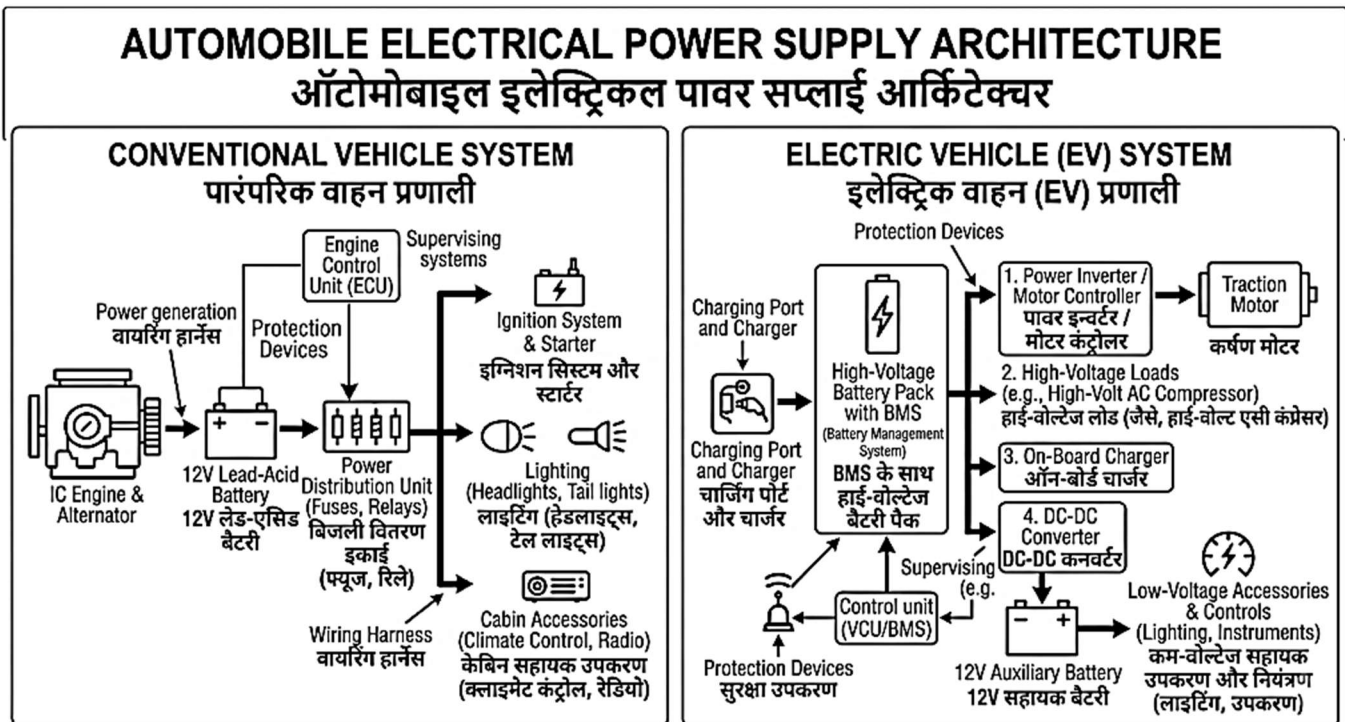 AUTOMOBILE ELECTRICAL POWER SUPPLY ARCHITECTURE
ऑटोमोबाइल इलेक्ट्रिकल पावर सप्लाई आर्किटेक्चर
CONVENTIONAL VEHICLE SYSTEM
पारंपरिक वाहन प्रणाली
Engine
Control
Unit (ECU)
Supervising
systems
Power generation
वायरिंग हार्नेस
Protection
Devices
IC Engine &
Alternator
12V Lead-Acid
Battery
12V लेड-एसिड
बैटरी
Power
Distribution Unit
(Fuses, Relays)
बिजली वितरण
इकाई
(फ्यूज, रिले)
Ignition System
& Starter
इग्निशन सिस्टम और
स्टार्टर
Lighting
(Headlights, Tail lights)
लाइटिंग (हेडलाइट्स,
टेल लाइट्स)
Wiring Harness
वायरिंग हार्नेस
Cabin Accessories
(Climate Control, Radio)
केबिन सहायक उपकरण
(क्लाइमेट कंट्रोल, रेडियो)
ELECTRIC VEHICLE (EV) SYSTEM
इलेक्ट्रिक वाहन (EV) प्रणाली
Protection Devices
Charging Port
and Charger
Charging Port
and Charger
चार्जिंग पोर्ट
और चार्जर
High-Voltage
Battery Pack
with BMS
(Battery Management
System)
BMS के साथ
हाई-वोल्टेज
बैटरी पैक
1. Power Inverter /
Motor Controller
पावर इन्वर्टर /
मोटर कंट्रोलर
Traction
Motor
कर्षण मोटर
2. High-Voltage Loads
(e.g., High-Volt AC Compressor)
हाई-वोल्टेज लोड (जैसे, हाई-वोल्ट एसी कंप्रेसर)
3. On-Board Charger
ऑन-बोर्ड चार्जर
4. DC-DC
Converter
DC-DC कनवर्टर
Supervising
(e.g.
Control unit
(VCU/BMS)
Protection Devices
सुरक्षा उपकरण
12V Auxiliary Battery
12V सहायक बैटरी
Low-Voltage Accessories
& Controls
(Lighting, Instruments)
कम-वोल्टेज सहायक
उपकरण और नियंत्रण
(लाइटिंग, उपकरण)